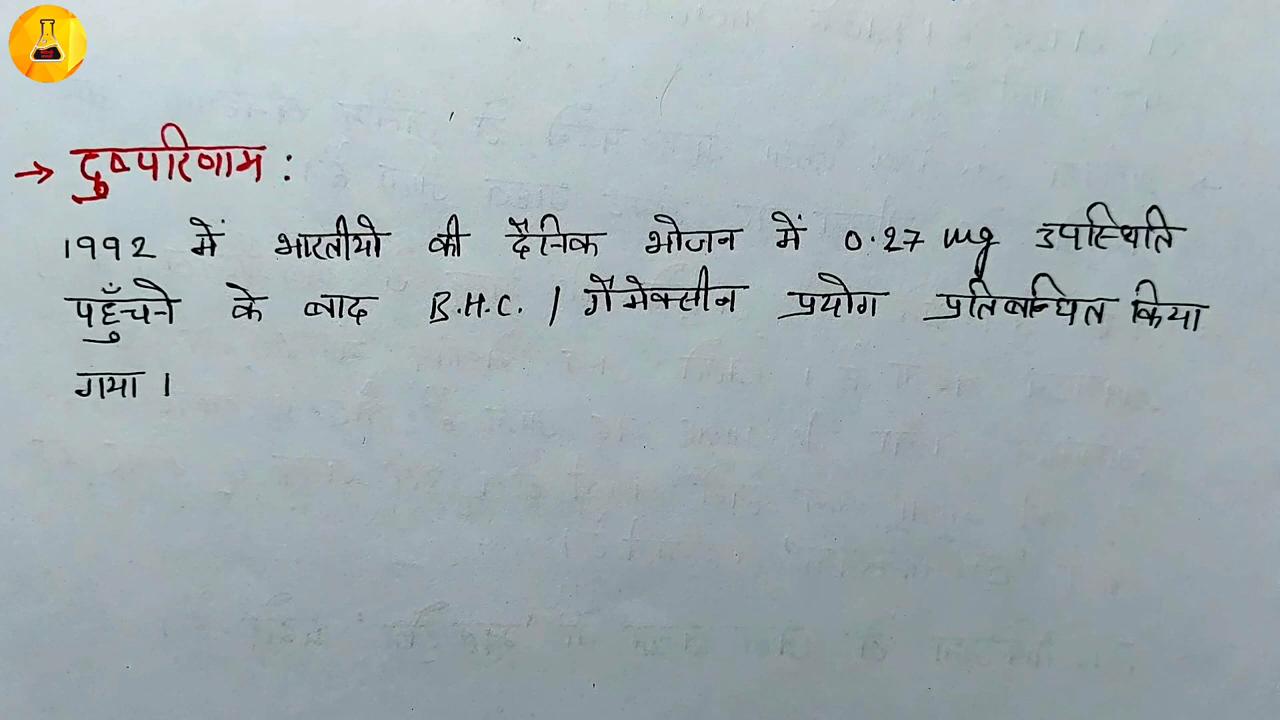 → दुष्परिणाम :
1992 में भारतीयो की दैनिक भोजन में 0.27 mg उपस्थिति
पहुँचने के बाद B.H.C. / गैमेक्सीन प्रयोग प्रतिबन्धित किया
गया ।